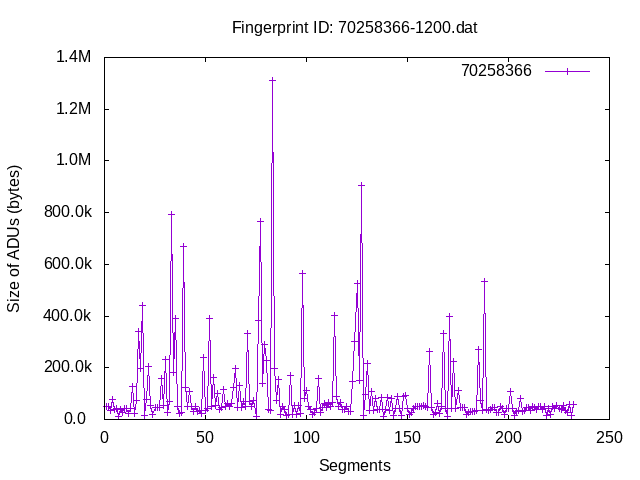 Fingerprint ID: 70258366-1200.dat
1.4M
70258366
1.2M
1.0M
800.0k
600.0k
400.0k
200.0k
0.0
0 50 100 150 200 250
Size of ADUs (bytes)
Segments